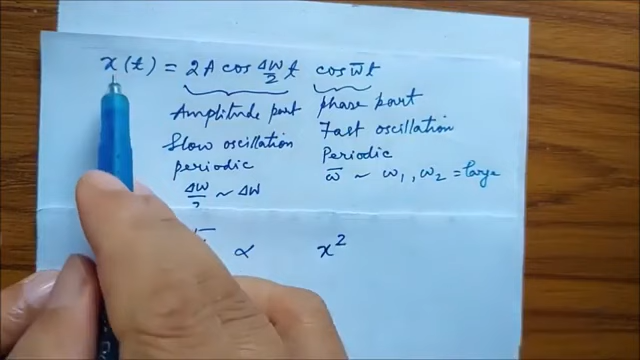 x(t) = 2A cos Δω/2 t cos ω̅t
Amplitude part phase part
Slow oscillation Fast oscillation
periodic Periodic
Δω/2 ~ Δω ω̅ ~ ω₁, ω₂ = large
∝ x²